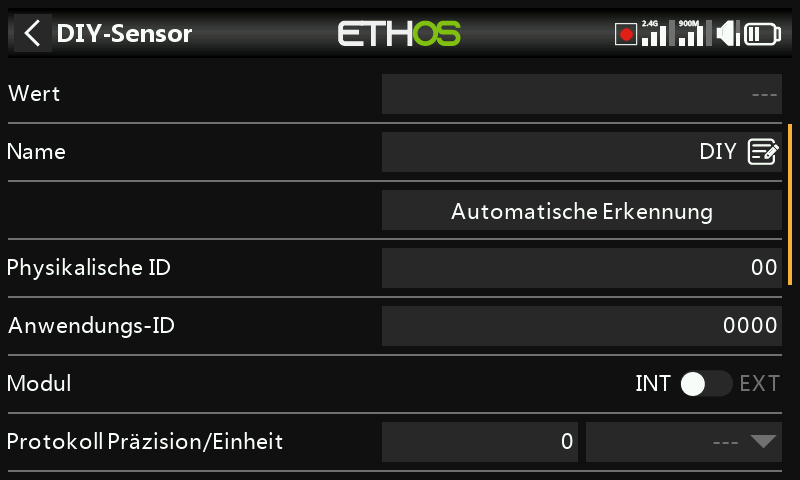 DIY-Sensor
ETHOS
2.4G
900M
Wert
---
Name
DIY
Automatische Erkennung
Physikalische ID
00
Anwendungs-ID
0000
Modul
INT
EXT
Protokoll Präzision/Einheit
0
---